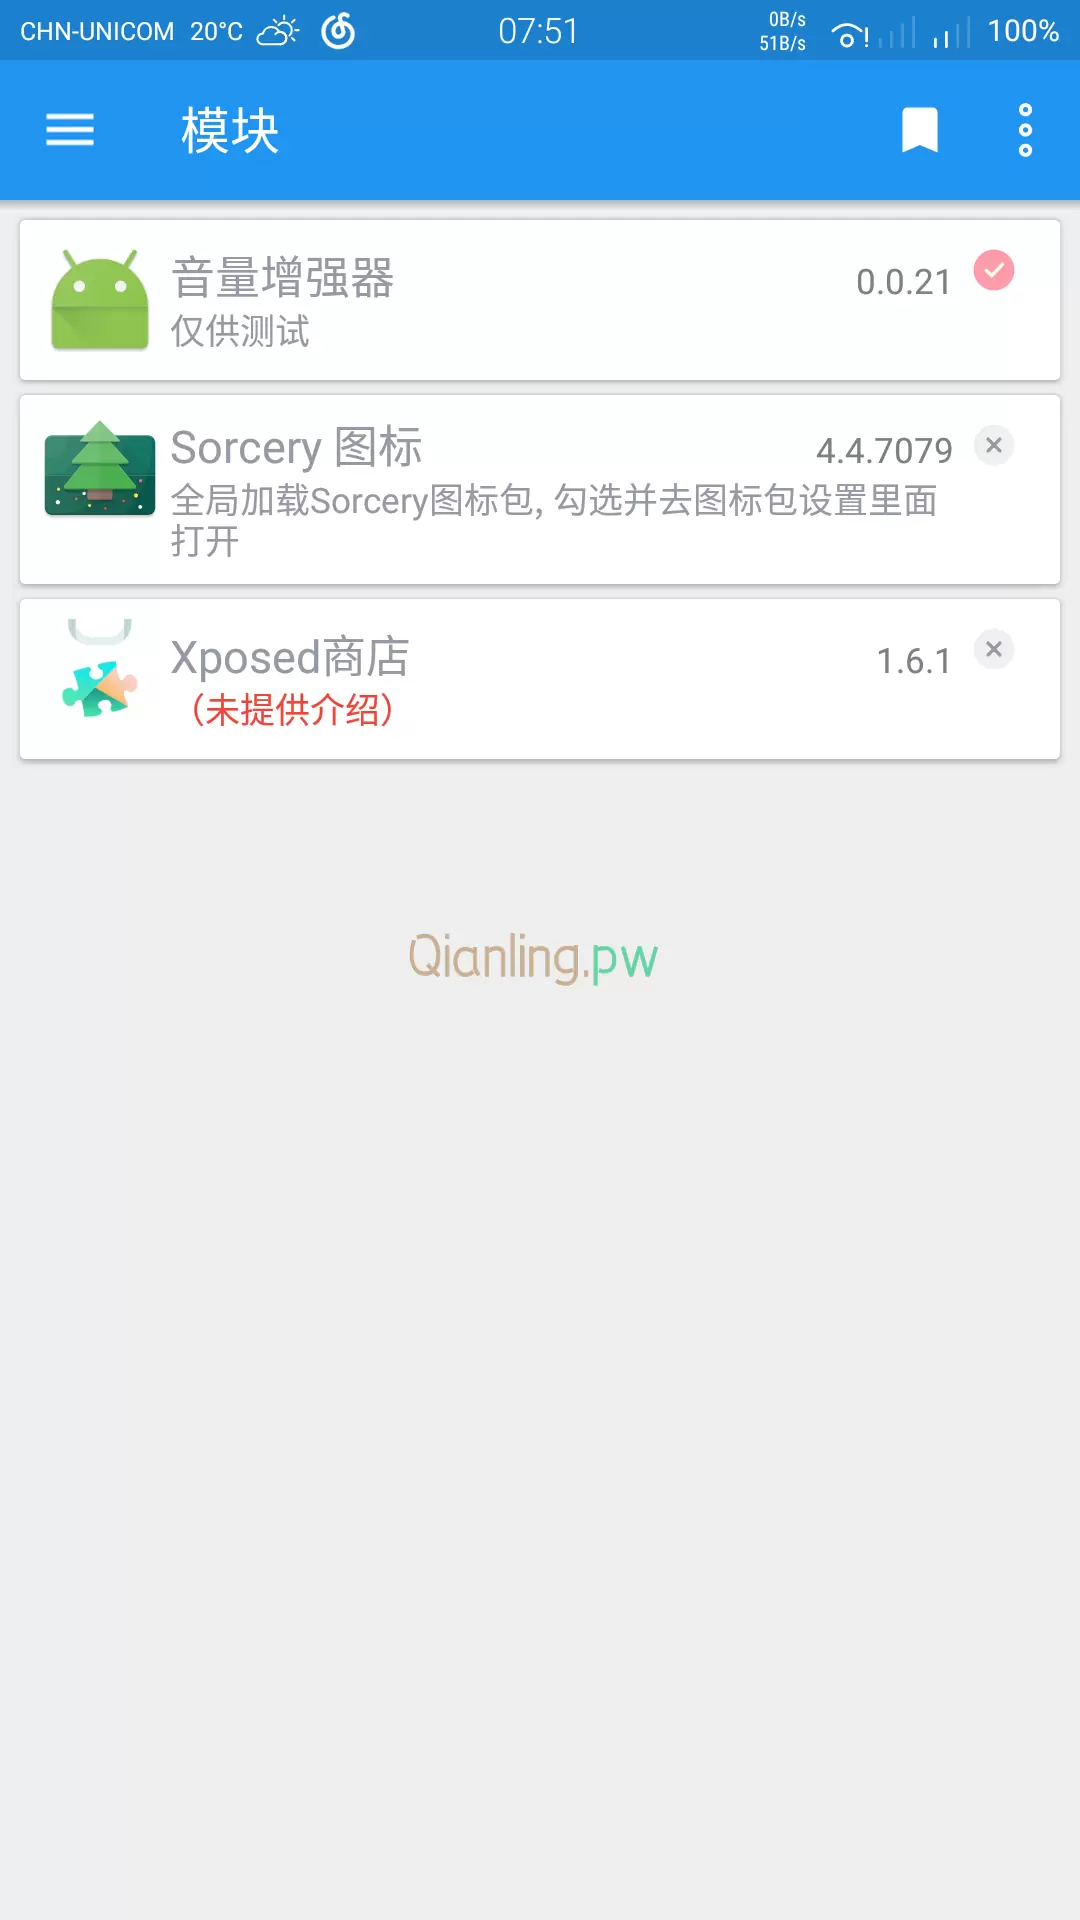 CHN-UNICOM 20°C 07:51 0B/s 51B/s 100%
模块
音量增强器 0.0.21
仅供测试
Sorcery 图标 4.4.7079
全局加载Sorcery图标包, 勾选并去图标包设置里面
打开
Xposed商店 1.6.1
（未提供介绍）
Qianling.pw